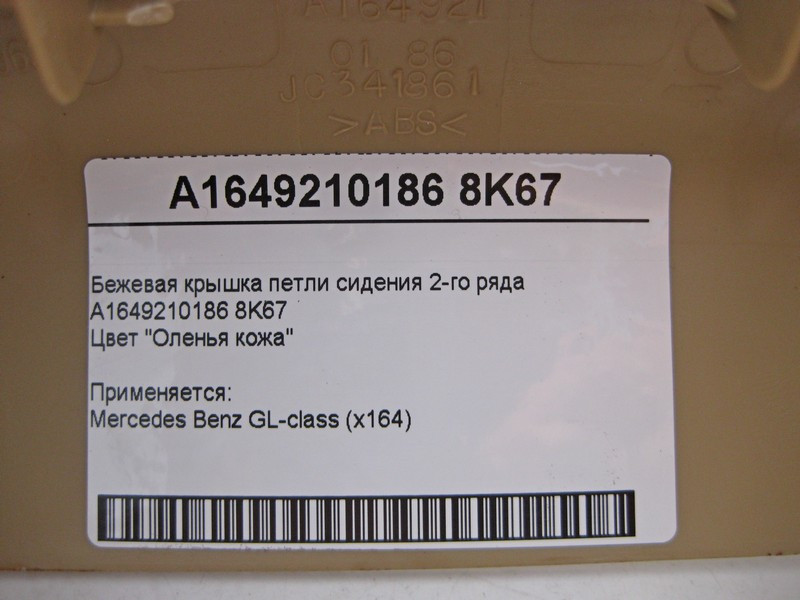 A164921
01 86
JC341861
>ABS<
A1649210186 8K67
Бежевая крышка петли сидения 2-го ряда
A1649210186 8K67
Цвет "Оленья кожа"
Применяется:
Mercedes Benz GL-class (x164)